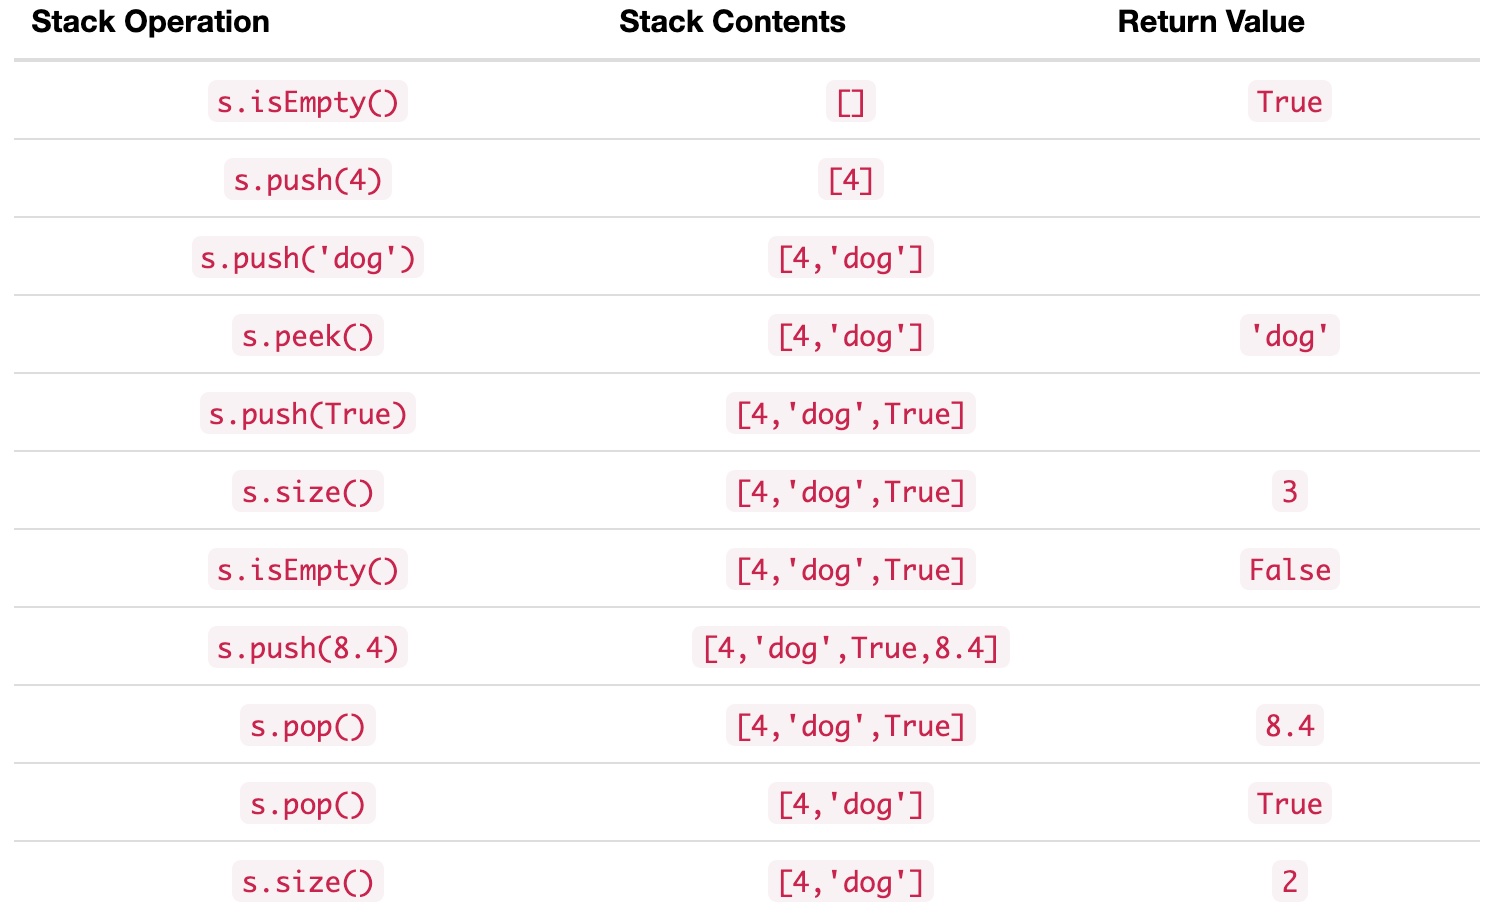 Stack Operation Stack Contents Return Value
s.isEmpty() [] True
s.push(4) [4]
s.push('dog') [4,'dog']
s.peek() [4,'dog'] 'dog'
s.push(True) [4,'dog',True]
s.size() [4,'dog',True] 3
s.isEmpty() [4,'dog',True] False
s.push(8.4) [4,'dog',True,8.4]
s.pop() [4,'dog',True] 8.4
s.pop() [4,'dog'] True
s.size() [4,'dog'] 2